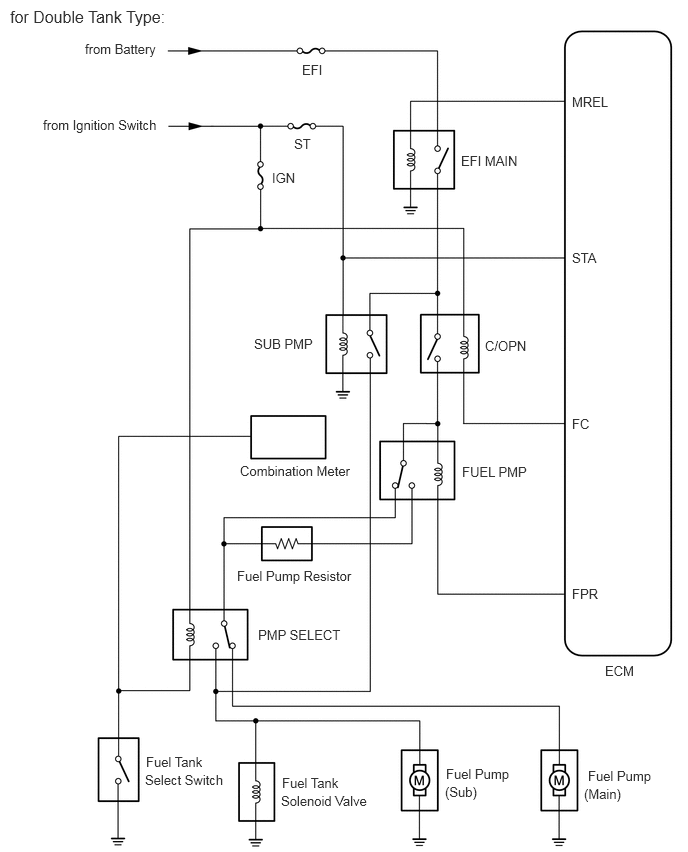 for Double Tank Type:
from Battery
EFI
MREL
from Ignition Switch
ST
EFI MAIN
IGN
STA
SUB PMP
C/OPN
FC
Combination Meter
FUEL PMP
Fuel Pump Resistor
FPR
PMP SELECT
ECM
Fuel Tank
Select Switch
Fuel Tank
Solenoid Valve
M
Fuel Pump
(Sub)
M
Fuel Pump
(Main)